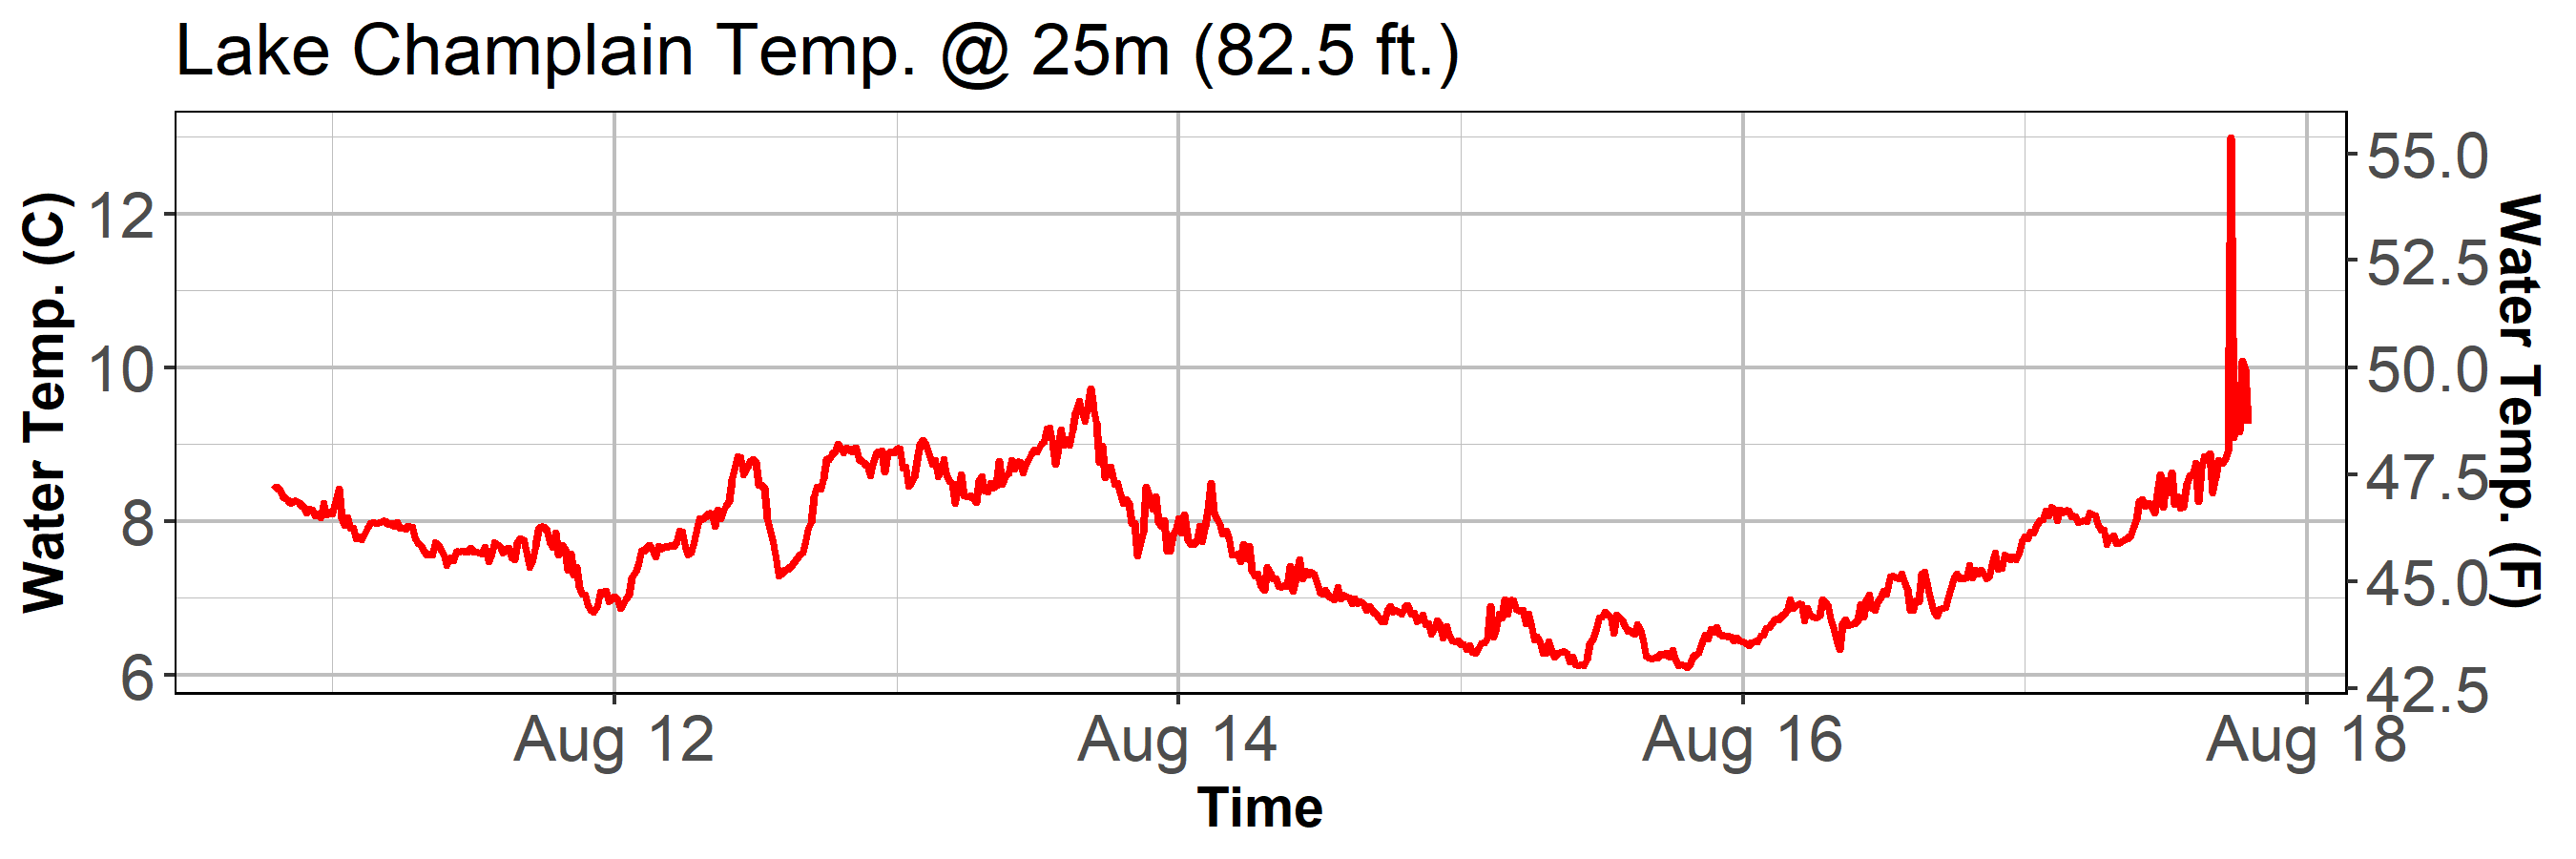 Lake Champlain Temp. @ 25m (82.5 ft.)
Water Temp. (C)
12
10
8
6
55.0
52.5
50.0
47.5
45.0
42.5
Water Temp. (F)
Aug 12 Aug 14 Aug 16 Aug 18
Time